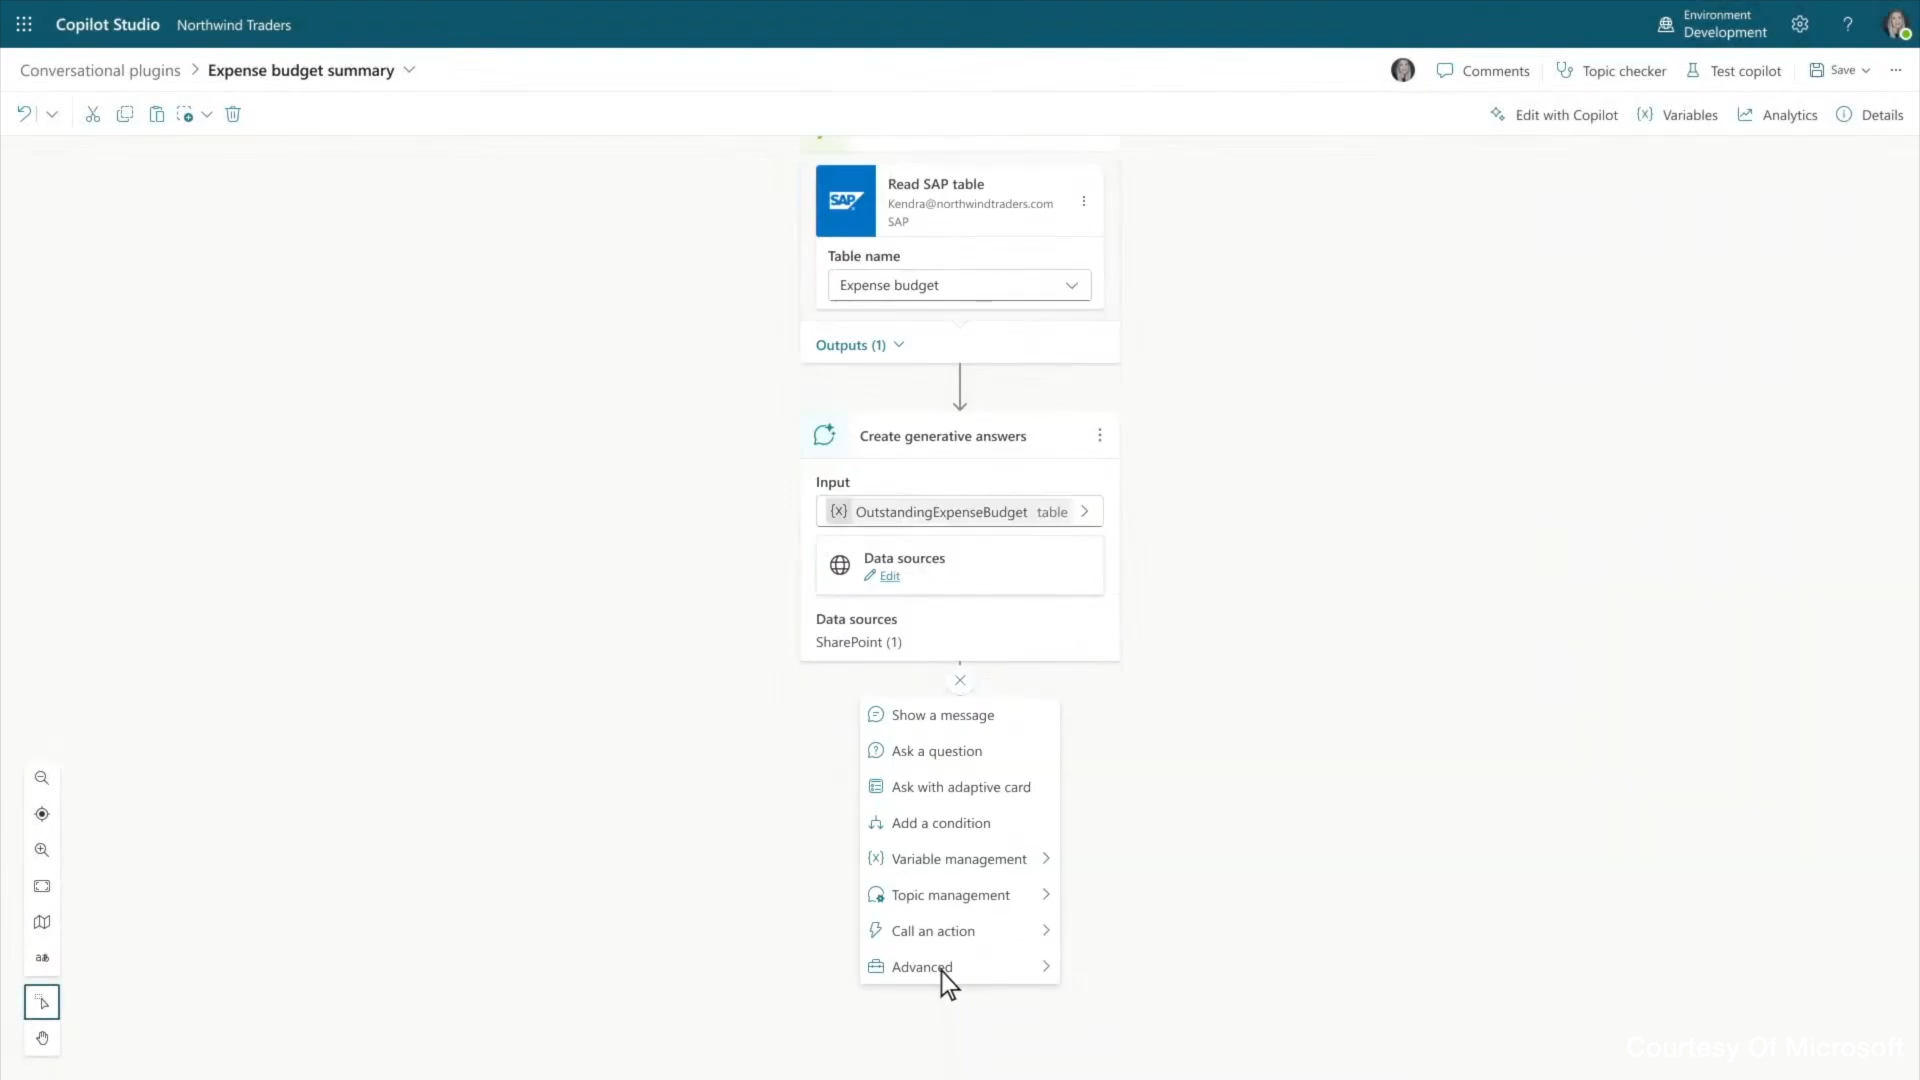 Copilot Studio Northwind Traders
Environment
Development
?
Conversational plugins > Expense budget summary
Comments Topic checker Test copilot Save ...
Edit with Copilot {x} Variables Analytics Details
SAP
Read SAP table
Kendra@northwindtraders.com
SAP
Table name
Expense budget
Outputs (1)
Create generative answers
Input
{x} OutstandingExpenseBudget table
Data sources
Edit
Data sources
SharePoint (1)
Show a message
Ask a question
Ask with adaptive card
Add a condition
{x} Variable management
Topic management
Call an action
Advanced
Courtesy Of Microsoft